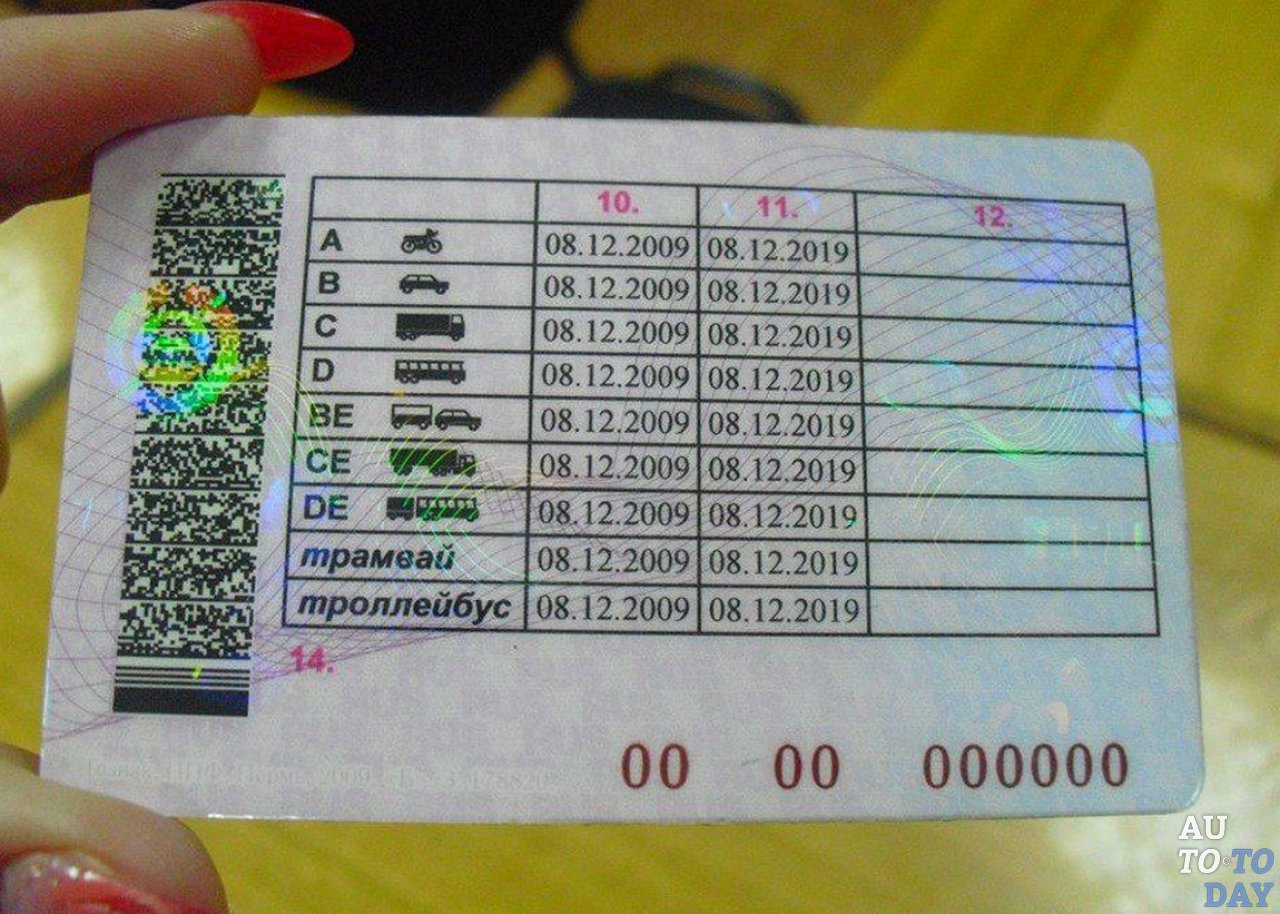 10. 11. 12.
A 08.12.2009 08.12.2019
B 08.12.2009 08.12.2019
C 08.12.2009 08.12.2019
D 08.12.2009 08.12.2019
BE 08.12.2009 08.12.2019
CE 08.12.2009 08.12.2019
DE 08.12.2009 08.12.2019
трамвай 08.12.2009 08.12.2019
троллейбус 08.12.2009 08.12.2019
14.
00 00 000000
AU
TO TO
DAY